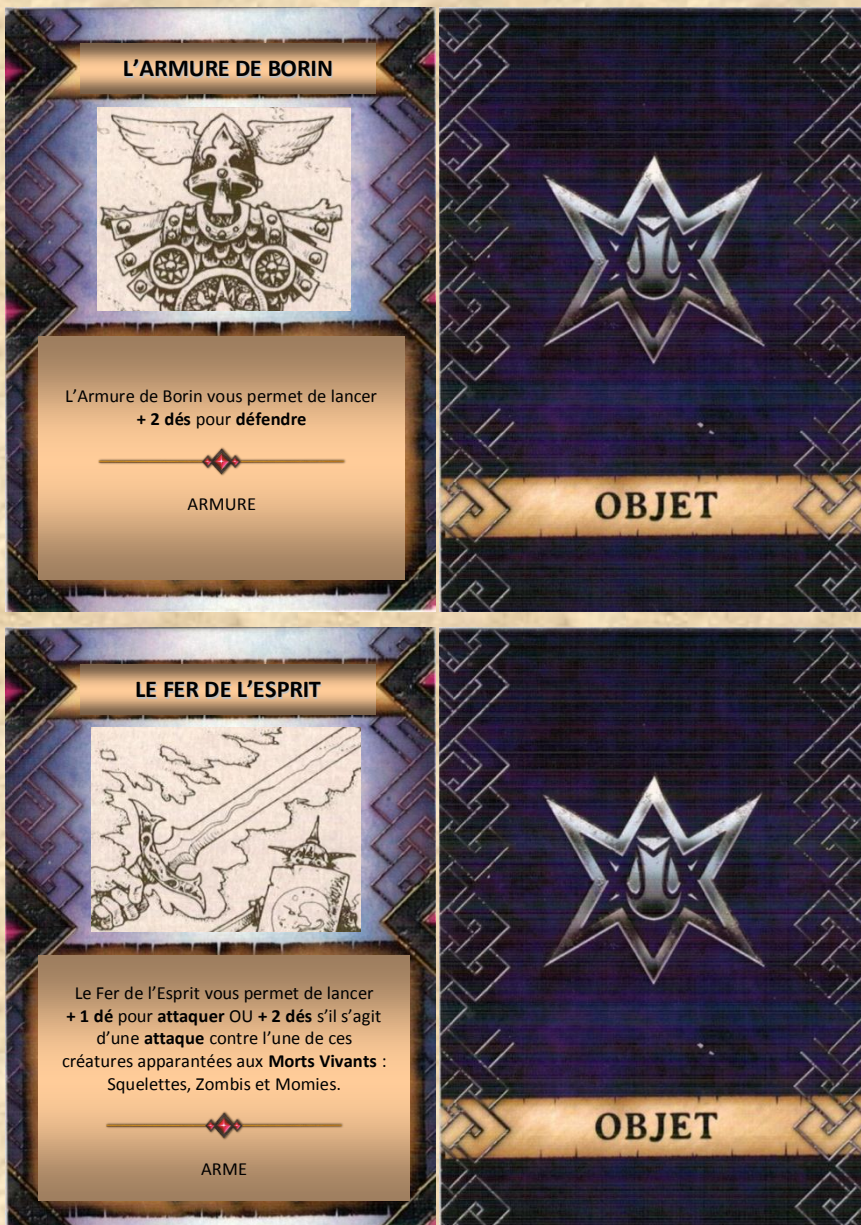 L'ARMURE DE BORIN
L'Armure de Borin vous permet de lancer
+ 2 dés pour défendre
ARMURE
OBJET
LE FER DE L'ESPRIT
Le Fer de l'Esprit vous permet de lancer
+ 1 dé pour attaquer OU + 2 dés s'il s'agit
d'une attaque contre l'une de ces
créatures apparantées aux Morts Vivants :
Squelettes, Zombis et Momies.
ARME
OBJET